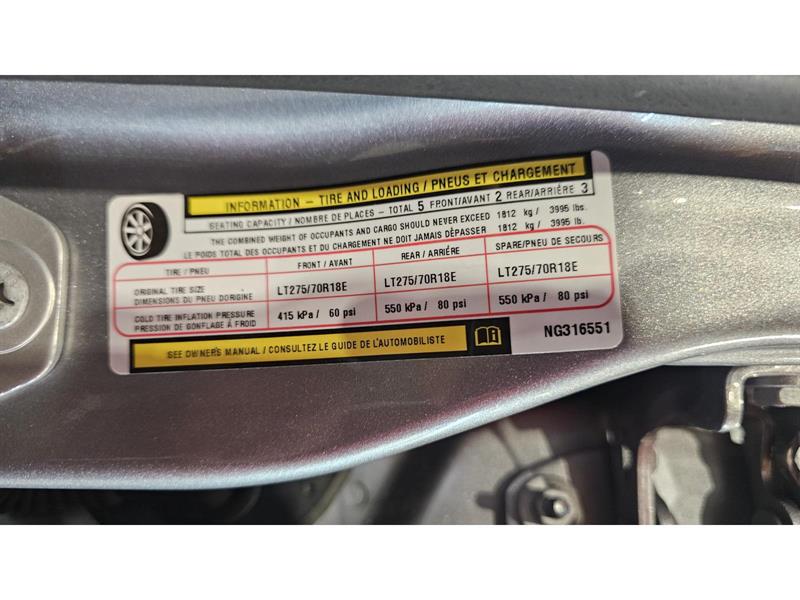 INFORMATION – TIRE AND LOADING / PNEUS ET CHARGEMENT
SEATING CAPACITY / NOMBRE DE PLACES – TOTAL 5 FRONT/AVANT 2 REAR/ARRIÉRE 3
THE COMBINED WEIGHT OF OCCUPANTS AND CARGO SHOULD NEVER EXCEED 1812 kg / 3995 lbs.
LE POIDS TOTAL DES OCCUPANTS ET DU CHARGEMENT NE DOIT JAMAIS DÉPASSER 1812 kg / 3995 lb.
TIRE / PNEU FRONT / AVANT REAR / ARRIÉRE SPARE/PNEU DE SECOURS
ORIGINAL TIRE SIZE
DIMENSIONS DU PNEU DORIGINE LT275/70R18E LT275/70R18E LT275/70R18E
COLD TIRE INFLATION PRESSURE
PRESSION DE GONFLAGE À FROID 415 kPa / 60 psi 550 kPa / 80 psi 550 kPa / 80 psi
SEE OWNER'S MANUAL / CONSULTEZ LE GUIDE DE L'AUTOMOBILISTE
NG316551